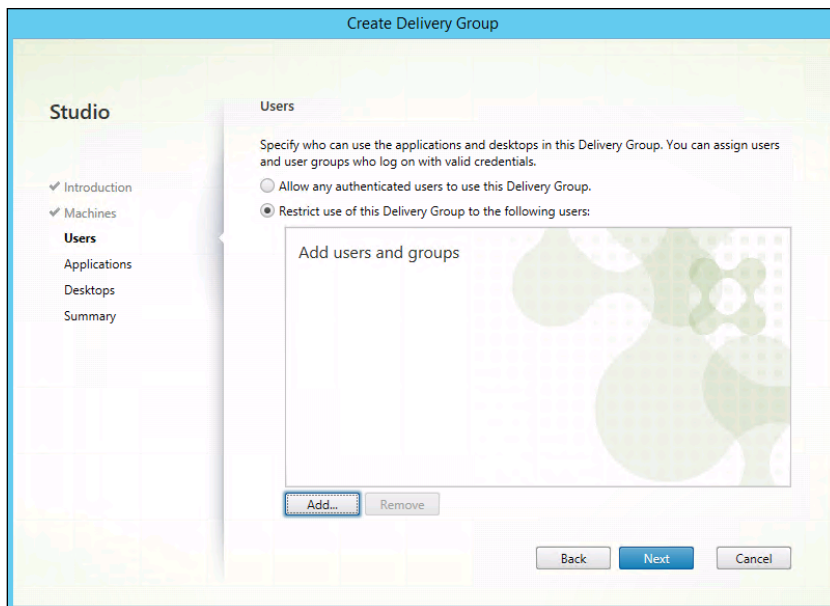 Create Delivery Group
Studio
✓ Introduction
✓ Machines
Users
Applications
Desktops
Summary
Users
Specify who can use the applications and desktops in this Delivery Group. You can assign users
and user groups who log on with valid credentials.
Allow any authenticated users to use this Delivery Group.
Restrict use of this Delivery Group to the following users:
Add users and groups
Add...
Remove
Back
Next
Cancel